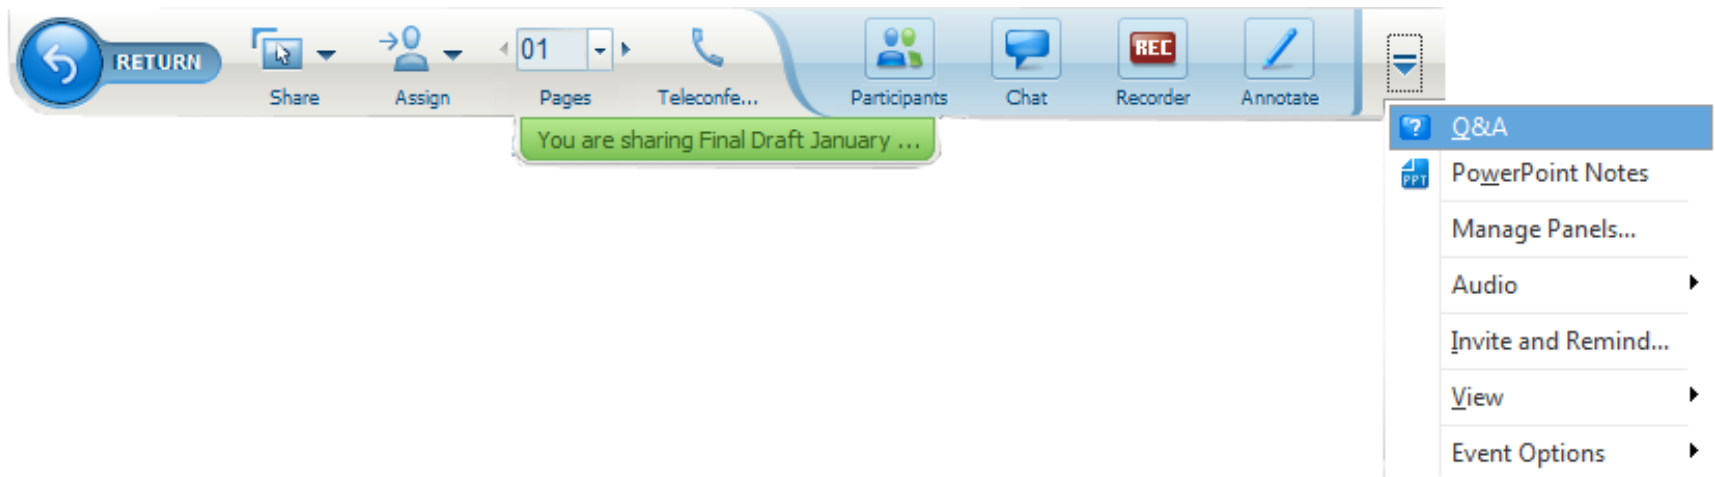 RETURN
01
REC
Share
Assign
Pages
Teleconfe...
Participants
Chat
Recorder
Annotate
You are sharing Final Draft January ...
? Q&A
PPT PowerPoint Notes
Manage Panels...
Audio
Invite and Remind...
View
Event Options